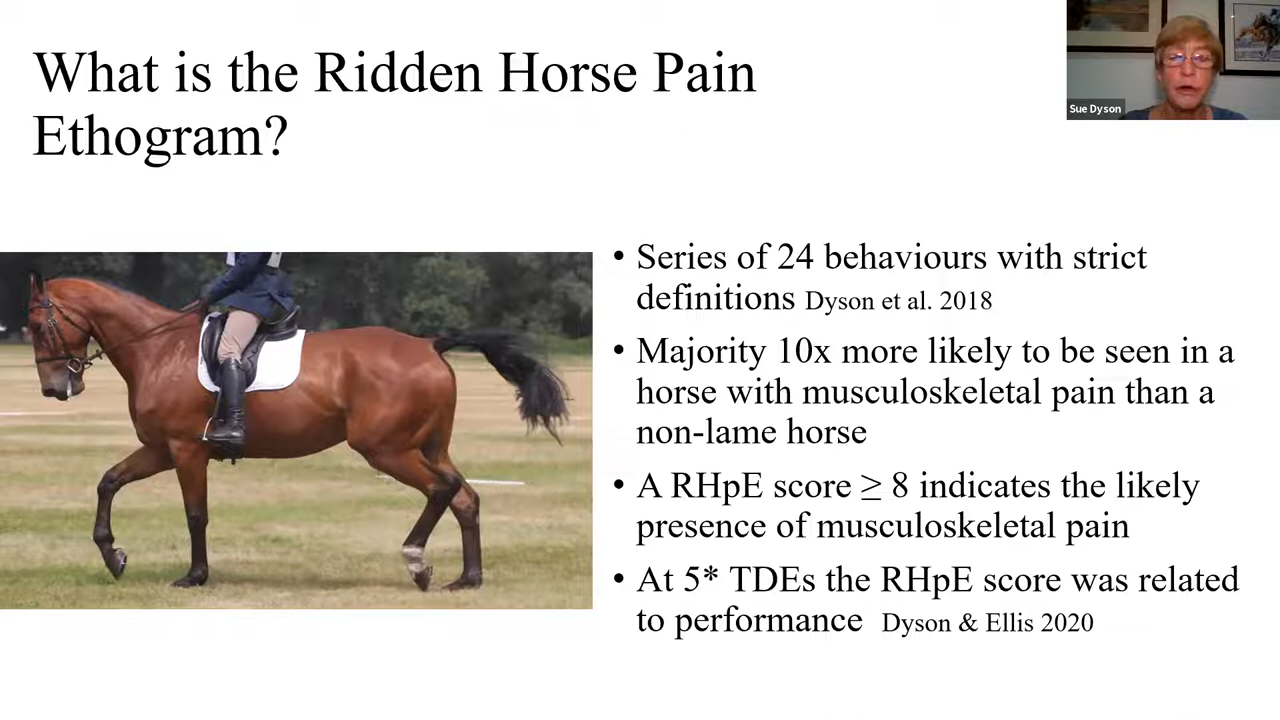 What is the Ridden Horse Pain
Ethogram?
Sue Dyson
• Series of 24 behaviours with strict
definitions Dyson et al. 2018
• Majority 10x more likely to be seen in a
horse with musculoskeletal pain than a
non-lame horse
• A RHpE score ≥ 8 indicates the likely
presence of musculoskeletal pain
• At 5* TDEs the RHpE score was related
to performance Dyson & Ellis 2020